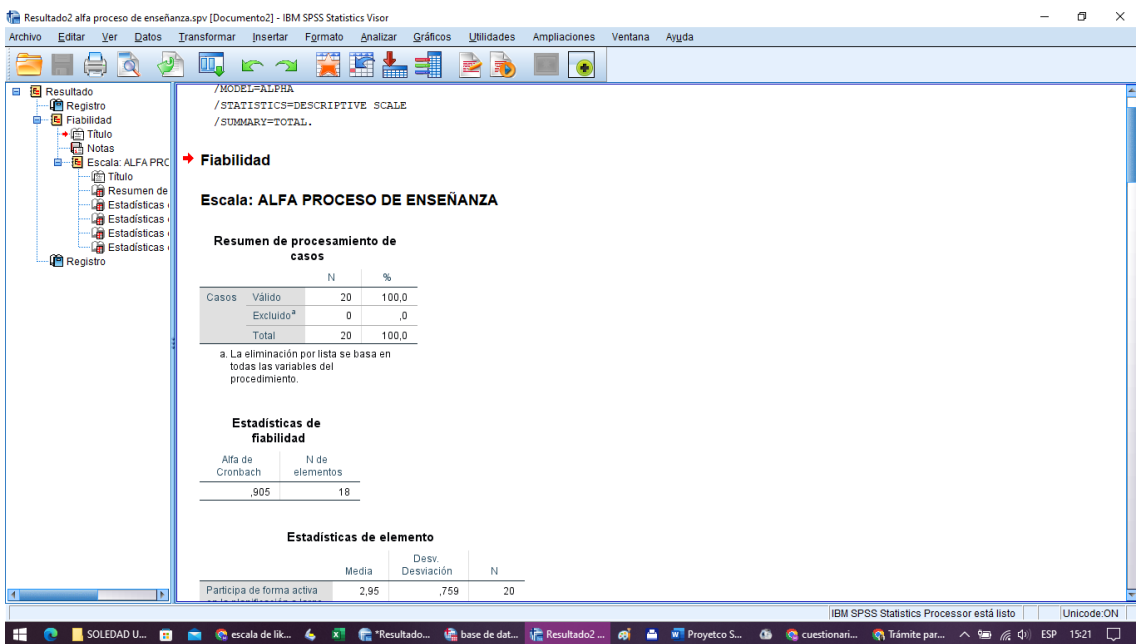 Resultado2 alfa proceso de enseñanza.spv [Documento2] - IBM SPSS Statistics Visor
Archivo Editar Ver Datos Transformar Insertar Formato Analizar Gráficos Utilidades Ampliaciones Ventana Ayuda
Resultado
Registro
Fiabilidad
Título
Notas
Escala: ALFA PRO
Título
Resumen de
Estadísticas
Estadísticas
Estadísticas
Estadísticas
Registro
/MODEL=ALPHA
/STATISTICS=DESCRIPTIVE SCALE
/SUMMARY=TOTAL.
Fiabilidad
Escala: ALFA PROCESO DE ENSEÑANZA
Resumen de procesamiento de
casos
N %
Casos Válido 20 100,0
Excluidoª 0 ,0
Total 20 100,0
a. La eliminación por lista se basa en
todas las variables del
procedimiento.
Estadísticas de
fiabilidad
Alfa de N de
Cronbach elementos
,905 18
Estadísticas de elemento
Desv.
Media Desviación N
Participa de forma activa 2,95 ,759 20
IBM SPSS Statistics Processor está listo Unicode:ON
SOLEDAD U... escala de lik... *Resultado... base de dat... Resultado2 ... Proyetco S... cuestionari... Trámite par... ESP 15:21